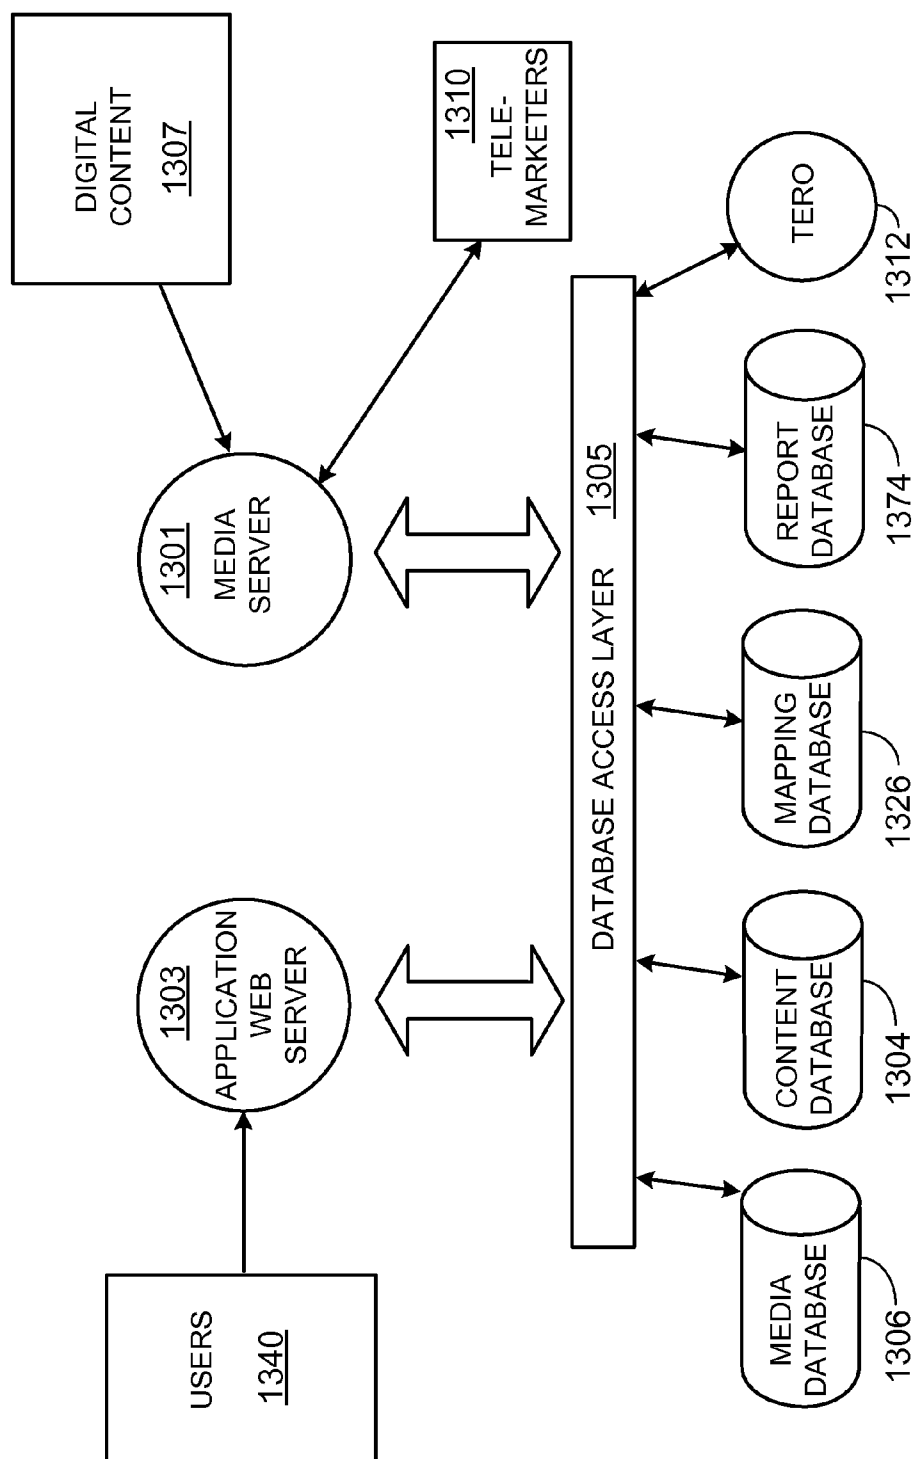 USERS
1340
1303
APPLICATION
WEB
SERVER
1301
MEDIA
SERVER
DIGITAL
CONTENT
1307
1310
TELE-
MARKETERS
DATABASE ACCESS LAYER 1305
MEDIA
DATABASE
1306
CONTENT
DATABASE
1304
MAPPING
DATABASE
1326
REPORT
DATABASE
1374
TERO
1312